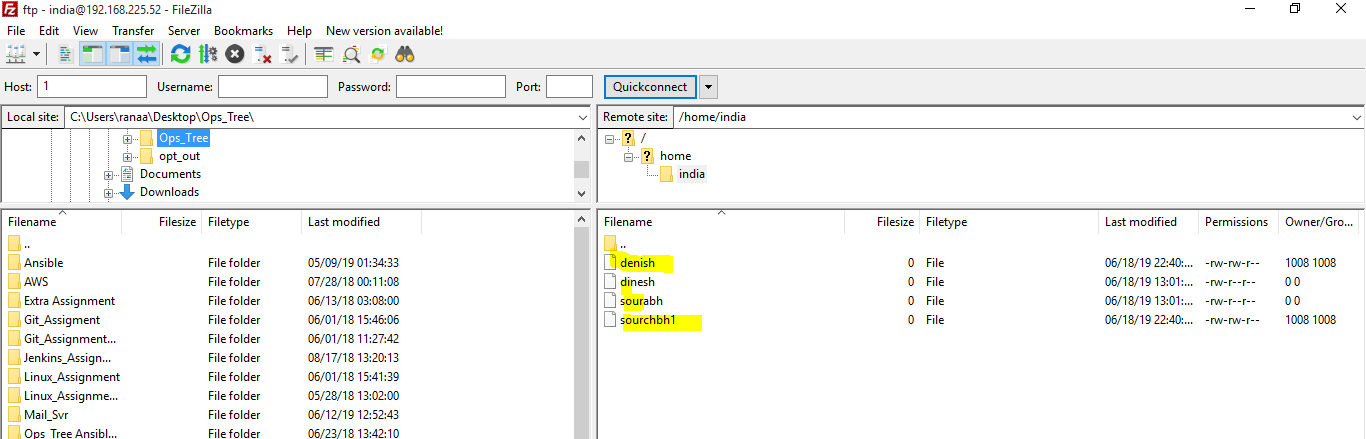 ftp - india@192.168.225.52 - FileZilla
File Edit View Transfer Server Bookmarks Help New version available!
Host: 1 Username: Password: Port: Quickconnect
Local site: C:\Users\ranaa\Desktop\Ops_Tree\ Remote site: /home/india
Ops_Tree ? /
opt_out ? home
Documents india
Downloads
Filename Filesize Filetype Last modified Filename Filesize Filetype Last modified Permissions Owner/Gro...
.. ..
Ansible File folder 05/09/19 01:34:33 denish 0 File 06/18/19 22:40:... -rw-rw-r-- 1008 1008
AWS File folder 07/28/18 00:11:08 dinesh 0 File 06/18/19 13:01:... -rw-r--r-- 0 0
Extra Assignment File folder 06/13/18 03:08:00 sourabh 0 File 06/18/19 13:01:... -rw-r--r-- 0 0
Git_Assigment File folder 06/01/18 15:46:06 sourchbh1 0 File 06/18/19 22:40:... -rw-rw-r-- 1008 1008
Git_Assignment... File folder 06/01/18 11:27:42
Jenkins_Assign... File folder 08/17/18 13:20:13
Linux_Assignment File folder 06/01/18 15:41:39
Linux_Assignme... File folder 05/28/18 13:02:00
Mail_Svr File folder 06/12/19 12:52:43
Ops_Tree Ansibl... File folder 06/23/18 13:42:10